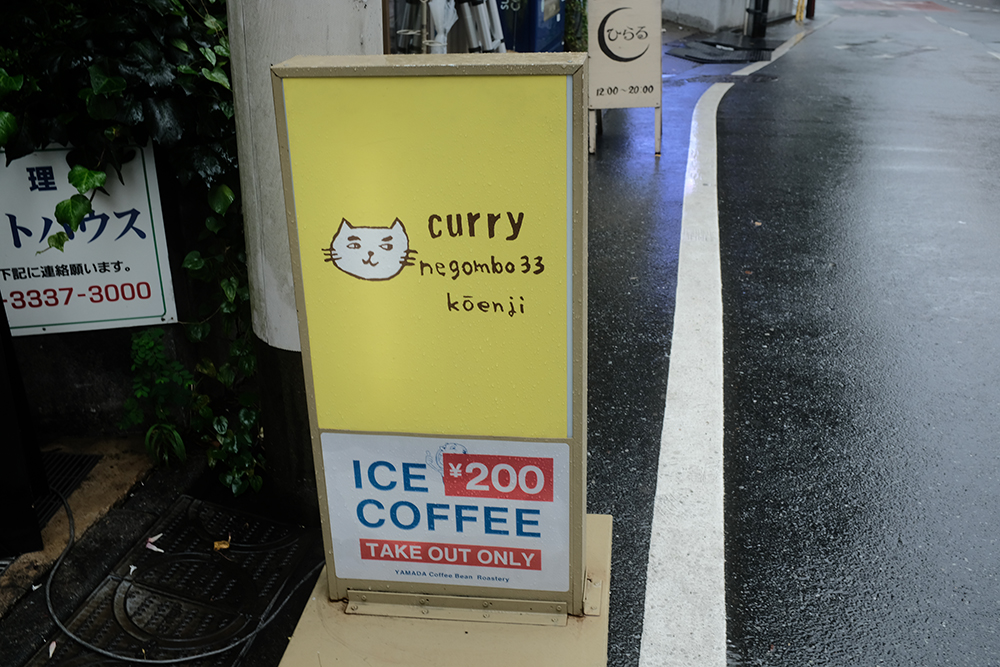 ひらる
12:00~20:00
curry
negombo33
kōenji
ICE ¥200
COFFEE
TAKE OUT ONLY
YAMADA Coffee Bean Roastery
理
トハウス
下記に連絡願います。
-3337-3000